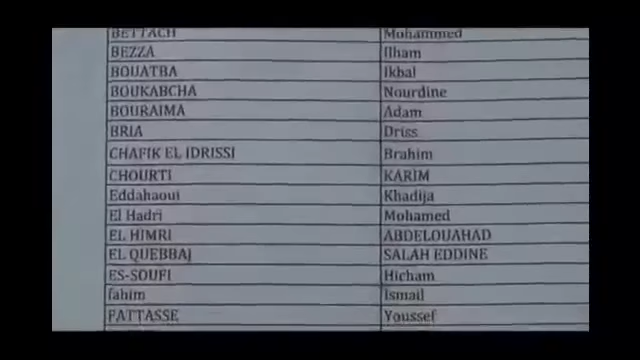 BETTACH Mohammed
BEZZA Ilham
BOUATBA Ikbal
BOUKABCHA Nourdine
BOURAIMA Adam
BRIA Driss
CHAFIK EL IDRISSI Brahim
CHOURTI KARIM
Eddahaoui Khadija
El Hadri Mohamed
EL HIMRI ABDELOUAHAD
EL QUEBBAJ SALAH EDDINE
ES-SOUFI Hicham
fahim Ismail
FATTASSE Youssef